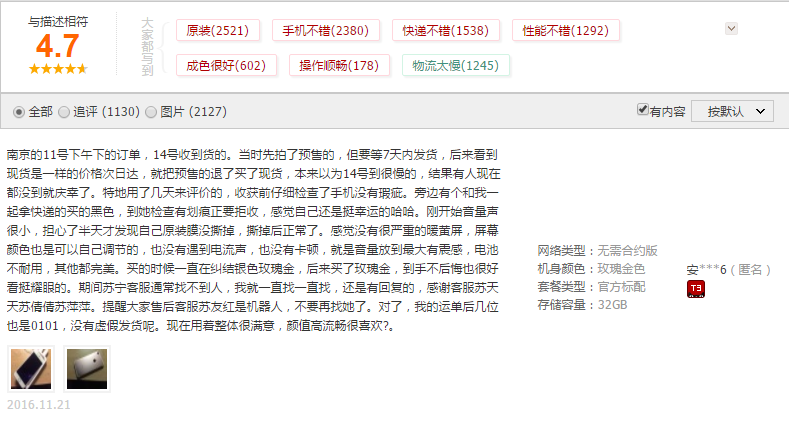 与描述相符
4.7
大家都写到
原装(2521)
手机不错(2380)
快递不错(1538)
性能不错(1292)
成色很好(602)
操作顺畅(178)
物流太慢(1245)
全部 追评 (1130) 图片 (2127)
有内容 按默认
南京的11号下午下的订单，14号收到货的。当时先拍了预售的，但要等7天内发货，后来看到
现货是一样的价格次日达，就把预售的退了买了现货，本来以为14号到很慢的，结果有人现在
都没到就庆幸了。特地用了几天来评价的，收获前仔细检查了手机没有瑕疵。旁边有个和我一
起拿快递的买的黑色，到她检查有划痕正要拒收，感觉自己还是挺幸运的哈哈。刚开始音量声
很小，担心了半天才发现自己原装膜没撕掉，撕掉后正常了。感觉没有很严重的暖黄屏，屏幕
颜色也是可以自己调节的，也没有遇到电流声，也没有卡顿，就是音量放到最大有震感，电池
不耐用，其他都完美。买的时候一直在纠结银色玫瑰金，后来买了玫瑰金，到手不后悔也很好
看挺耀眼的。期间苏宁客服通常找不到人，我就一直找一直找，还是有回复的，感谢客服苏天
天苏倩倩苏萍萍。提醒大家售后客服苏友红是机器人，不要再找她了。对了，我的运单后几位
也是0101，没有虚假发货呢。现在用着整体很满意，颜值高流畅很喜欢?。
网络类型：无需合约版
机身颜色：玫瑰金色
套餐类型：官方标配
存储容量：32GB
安***6（匿名）
T3
2016.11.21